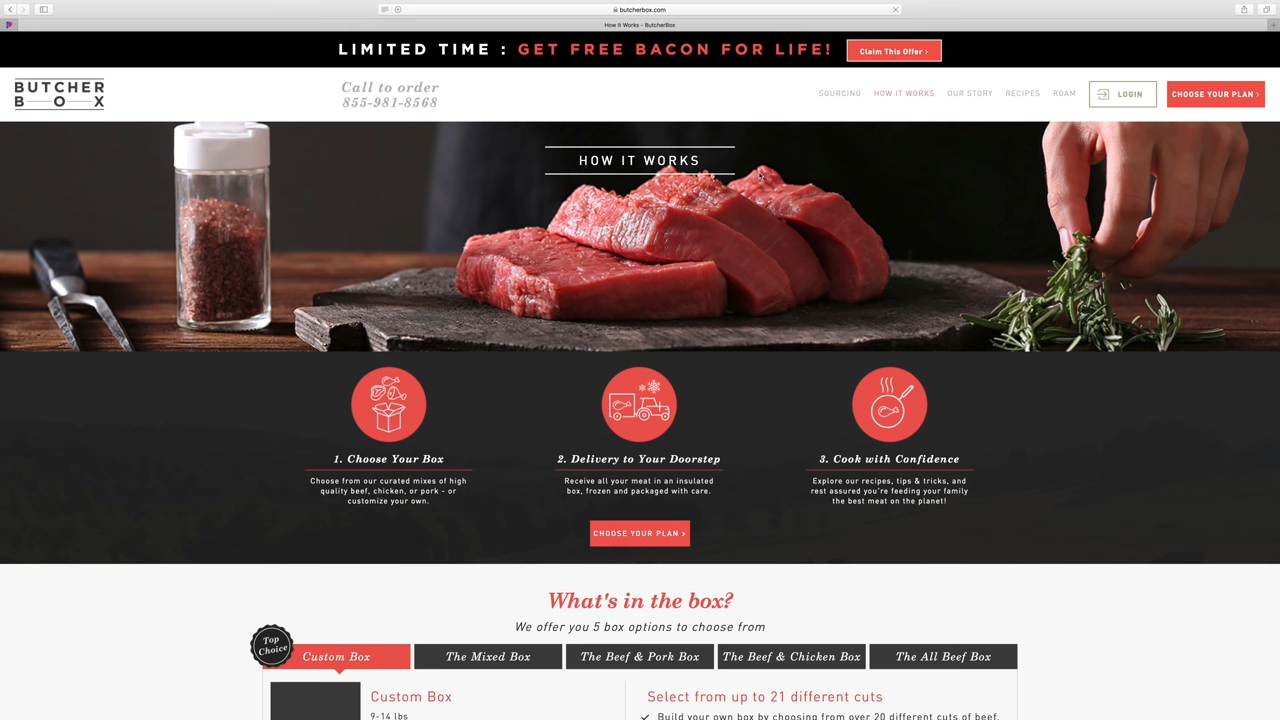 butcherbox.com
How It Works - ButcherBox
LIMITED TIME : GET FREE BACON FOR LIFE!
Claim This Offer ›
BUTCHER
BOX
Call to order
855-981-8568
SOURCING
HOW IT WORKS
OUR STORY
RECIPES
ROAM
LOGIN
CHOOSE YOUR PLAN ›
HOW IT WORKS
1. Choose Your Box
Choose from our curated mixes of high
quality beef, chicken, or pork - or
customize your own.
2. Delivery to Your Doorstep
Receive all your meat in an insulated
box, frozen and packaged with care.
3. Cook with Confidence
Explore our recipes, tips & tricks, and
rest assured you're feeding your family
the best meat on the planet!
CHOOSE YOUR PLAN ›
What's in the box?
We offer you 5 box options to choose from
Top
Choice
Custom Box
The Mixed Box
The Beef & Pork Box
The Beef & Chicken Box
The All Beef Box
Custom Box
9-14 lbs
Select from up to 21 different cuts
Build your own box by choosing from over 20 different cuts of beef,